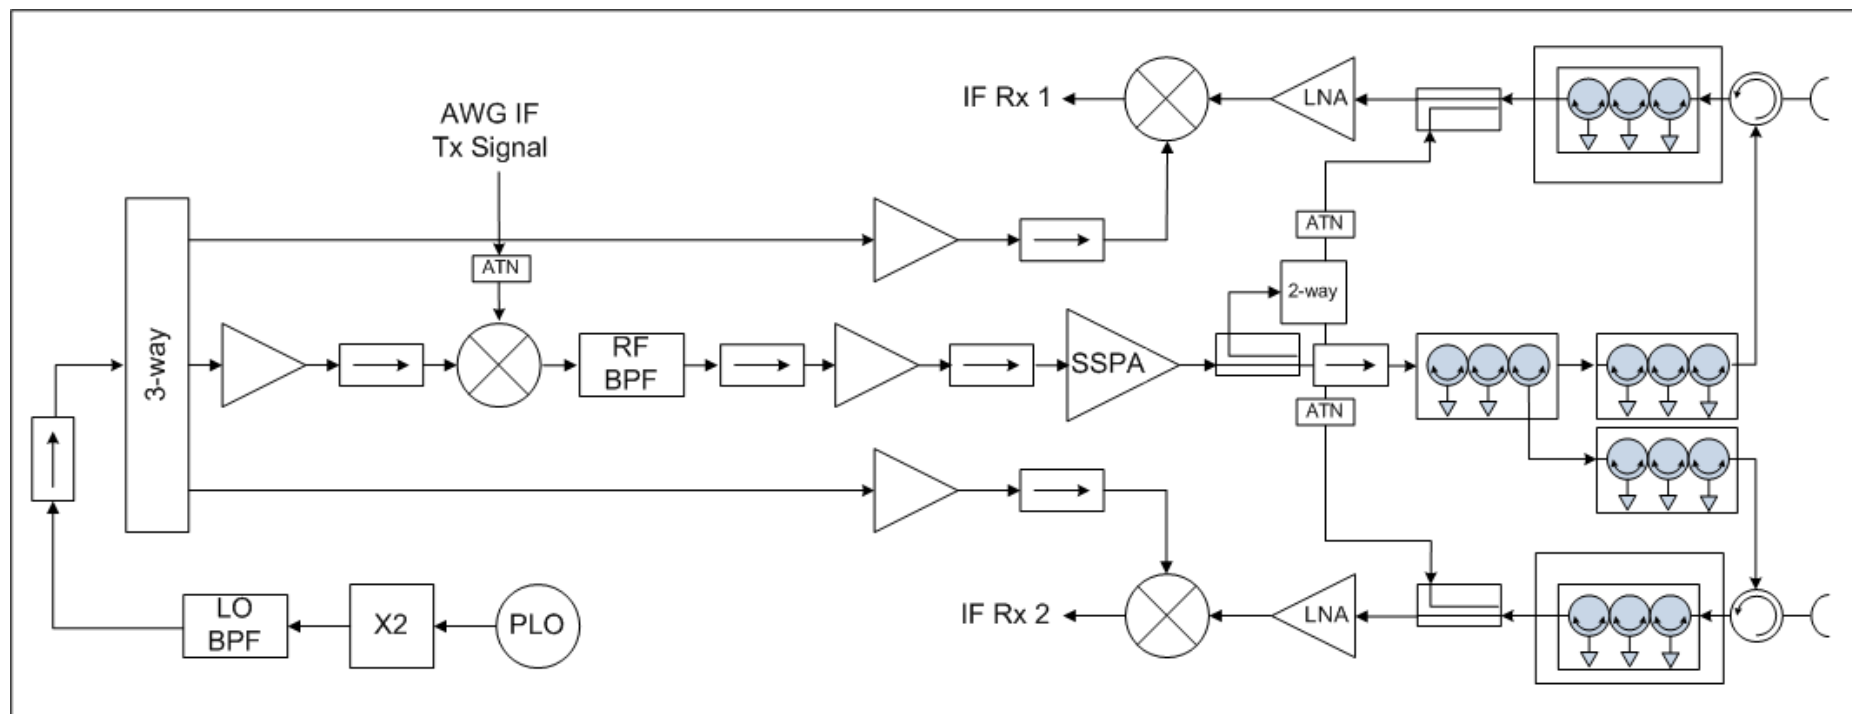 IF Rx 1
LNA
AWG IF
Tx Signal
ATN
ATN
3-way
2-way
RF
BPF
SSPA
ATN
LO
BPF
X2
PLO
IF Rx 2
LNA